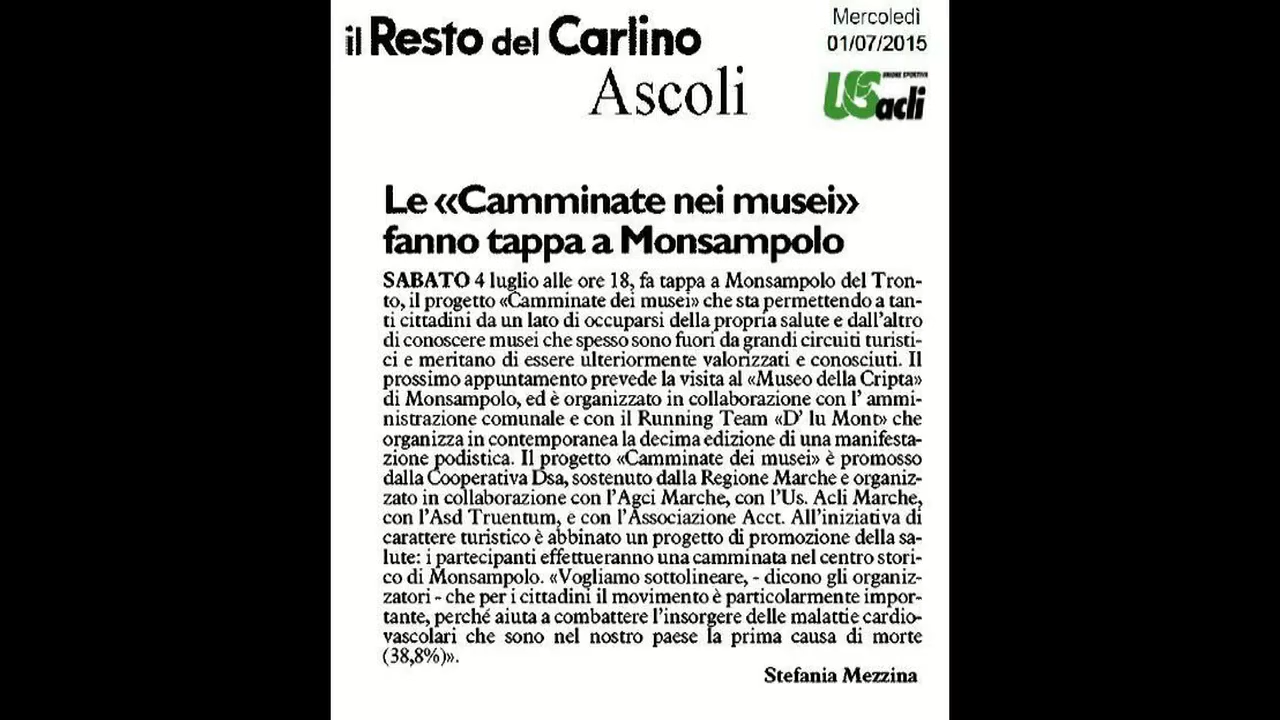 il Resto del Carlino
Ascoli
Mercoledì
01/07/2015
UNIONE SPORTIVA
US acli
Le «Camminate nei musei»
fanno tappa a Monsampolo
SABATO 4 luglio alle ore 18, fa tappa a Monsampolo del Tron-
to, il progetto «Camminate dei musei» che sta permettendo a tan-
ti cittadini da un lato di occuparsi della propria salute e dall'altro
di conoscere musei che spesso sono fuori da grandi circuiti turisti-
ci e meritano di essere ulteriormente valorizzati e conosciuti. Il
prossimo appuntamento prevede la visita al «Museo della Cripta»
di Monsampolo, ed è organizzato in collaborazione con l' ammi-
nistrazione comunale e con il Running Team «D' lu Mont» che
organizza in contemporanea la decima edizione di una manifesta-
zione podistica. Il progetto «Camminate dei musei» è promosso
dalla Cooperativa Dsa, sostenuto dalla Regione Marche e organiz-
zato in collaborazione con l'Agci Marche, con l'Us. Acli Marche,
con l'Asd Truentum, e con l'Associazione Acct. All'iniziativa di
carattere turistico è abbinato un progetto di promozione della sa-
lute: i partecipanti effettueranno una camminata nel centro stori-
co di Monsampolo. «Vogliamo sottolineare, - dicono gli organiz-
zatori - che per i cittadini il movimento è particolarmente impor-
tante, perché aiuta a combattere l'insorgere delle malattie cardio-
vascolari che sono nel nostro paese la prima causa di morte
(38,8%)».
Stefania Mezzina